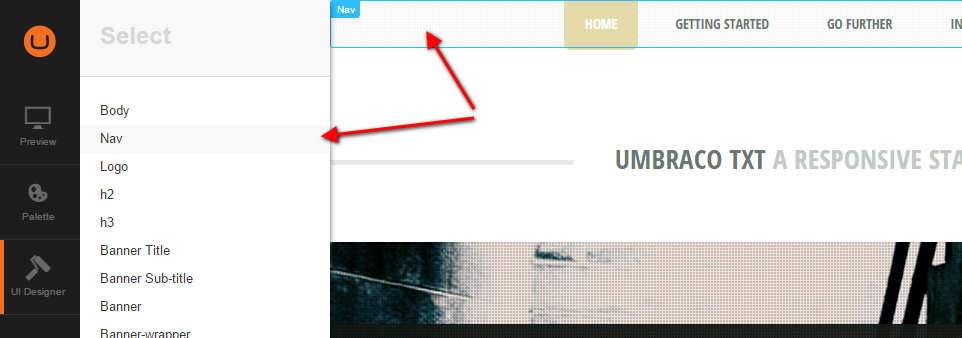 Select
Nav
HOME
GETTING STARTED
GO FURTHER
IN
Body
Nav
Logo
h2
h3
Banner Title
Banner Sub-title
Banner
Banner-wrapper
Preview
Palette
UI Designer
UMBRACO TXT A RESPONSIVE STA